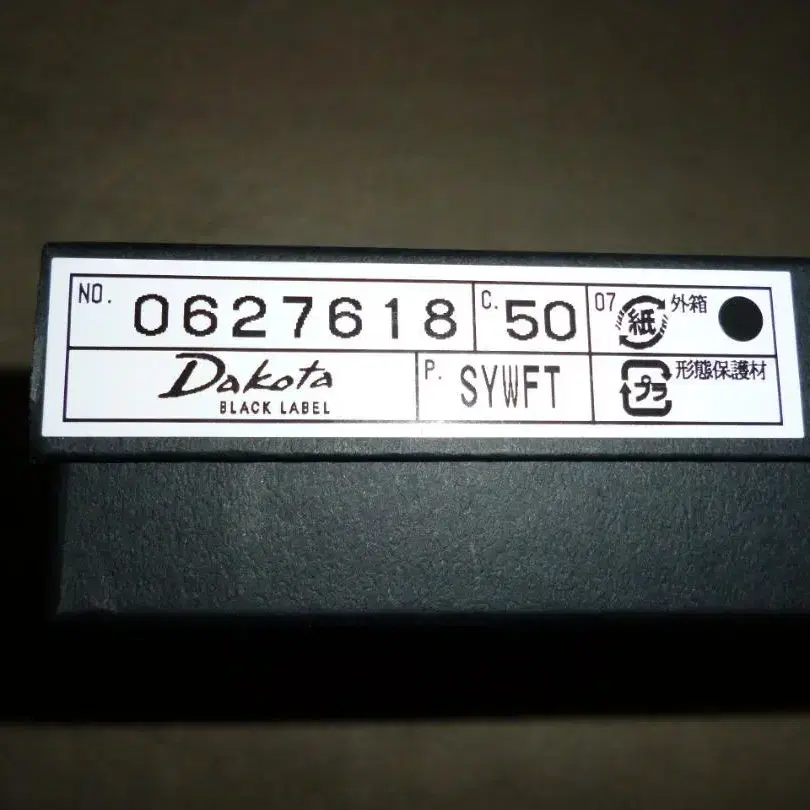 NO. 0627618 C. 50 07 紙 外箱
Dakota P. SYWFT プラ 形態保護材
BLACK LABEL